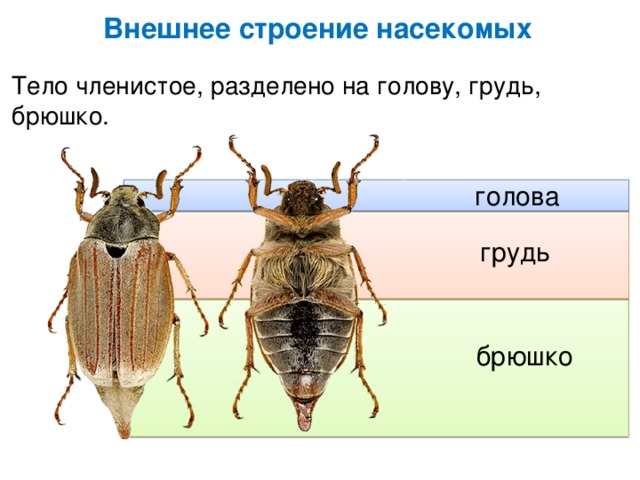 Внешнее строение насекомых
Тело членистое, разделено на голову, грудь,
брюшко.
голова
грудь
брюшко